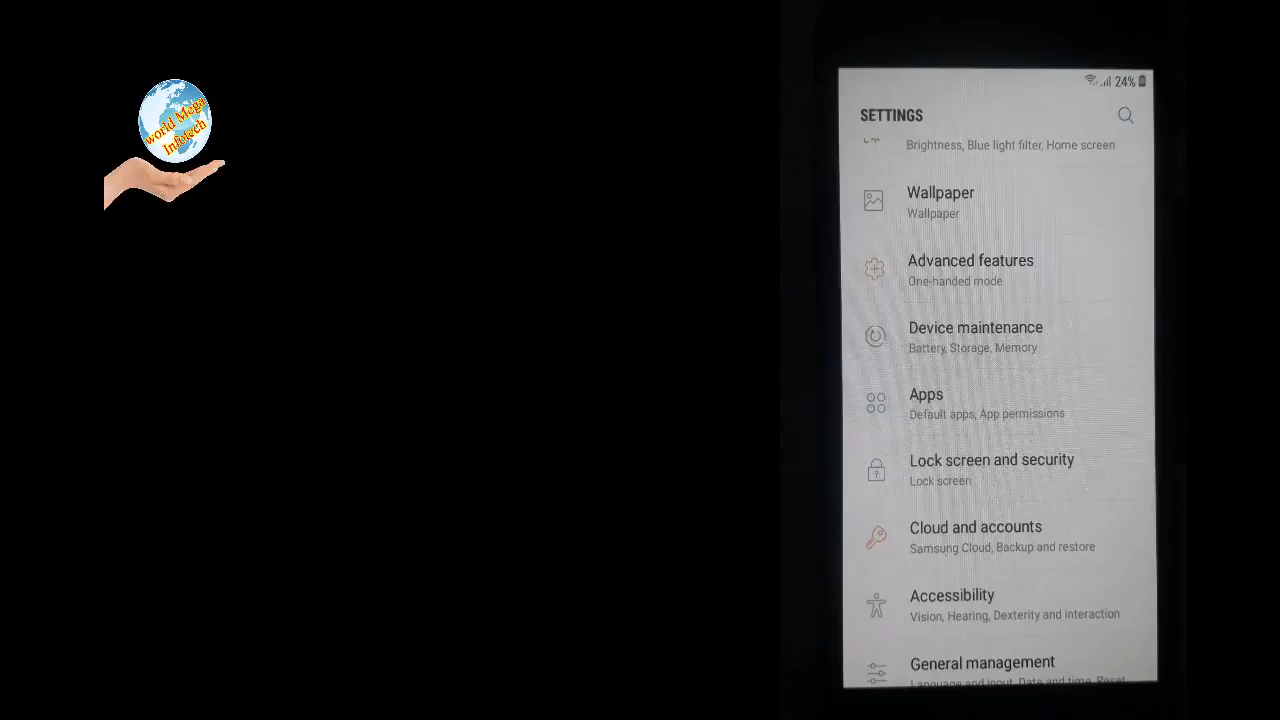 world Mega
Infotech
24%
SETTINGS
Brightness, Blue light filter, Home screen
Wallpaper
Wallpaper
Advanced features
One-handed mode
Device maintenance
Battery, Storage, Memory
Apps
Default apps, App permissions
Lock screen and security
Lock screen
Cloud and accounts
Samsung Cloud, Backup and restore
Accessibility
Vision, Hearing, Dexterity and Interaction
General management
Language and input, Date and time, Reset